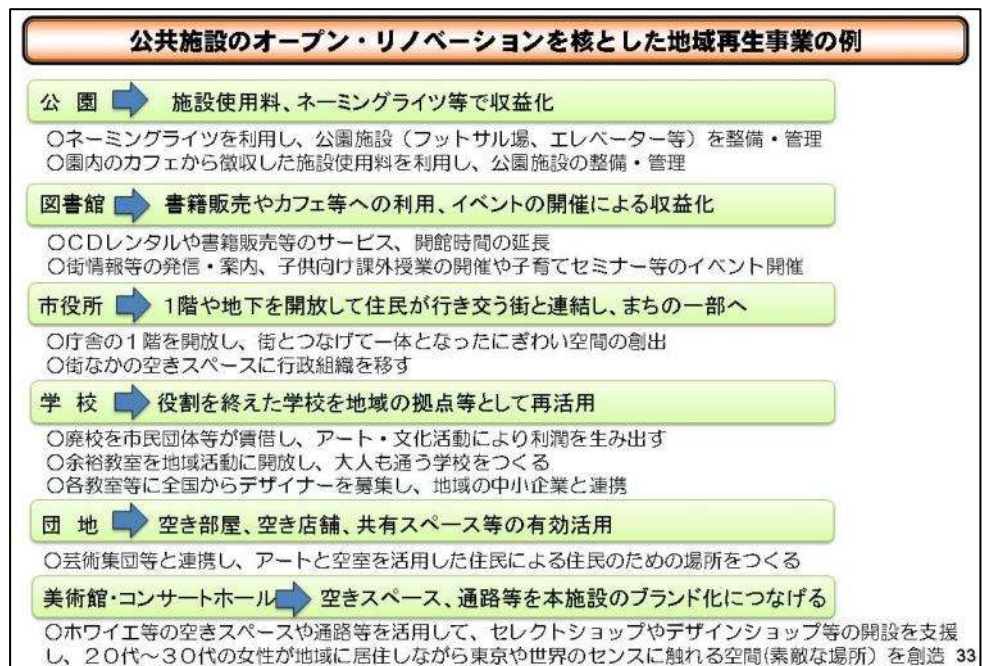 公共施設のオープン・リノベーションを核とした地域再生事業の例
公 園 施設使用料、ネーミングライツ等で収益化
○ネーミングライツを利用し、公園施設（フットサル場、エレベーター等）を整備・管理
○園内のカフェから徴収した施設使用料を利用し、公園施設の整備・管理
図書館 書籍販売やカフェ等への利用、イベントの開催による収益化
○ＣＤレンタルや書籍販売等のサービス、開館時間の延長
○街情報等の発信・案内、子供向け課外授業の開催や子育てセミナー等のイベント開催
市役所 1階や地下を開放して住民が行き交う街と連結し、まちの一部へ
○庁舎の１階を開放し、街とつなげて一体となったにぎわい空間の創出
○街なかの空きスペースに行政組織を移す
学 校 役割を終えた学校を地域の拠点等として再活用
○廃校を市民団体等が賃借し、アート・文化活動により利潤を生み出す
○余裕教室を地域活動に開放し、大人も通う学校をつくる
○各教室等に全国からデザイナーを募集し、地域の中小企業と連携
団 地 空き部屋、空き店舗、共有スペース等の有効活用
○芸術集団等と連携し、アートと空室を活用した住民による住民のための場所をつくる
美術館・コンサートホール 空きスペース、通路等を本施設のブランド化につなげる
○ホワイエ等の空きスペースや通路等を活用して、セレクトショップやデザインショップ等の開設を支援
し、２０代～３０代の女性が地域に居住しながら東京や世界のセンスに触れる空間(素敵な場所）を創造 33